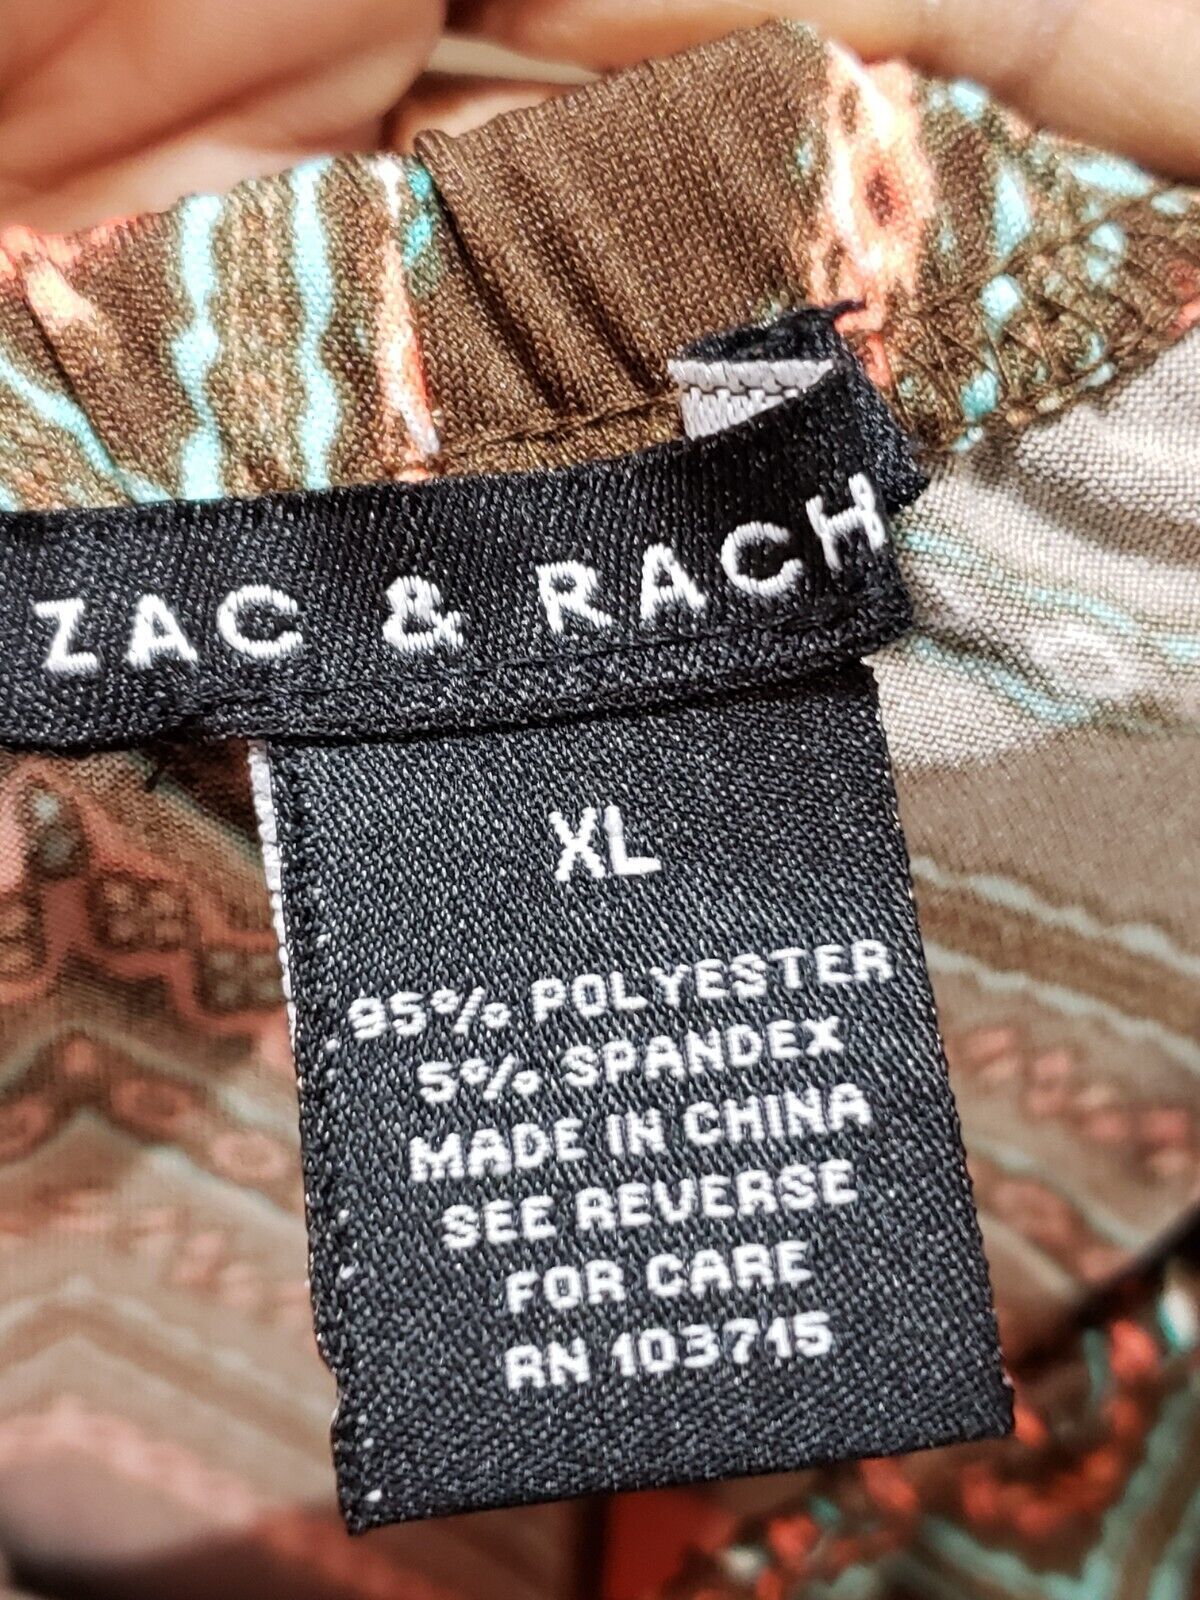 ZAC & RACH
XL
95% POLYESTER
5% SPANDEX
MADE IN CHINA
SEE REVERSE
FOR CARE
RN 103715